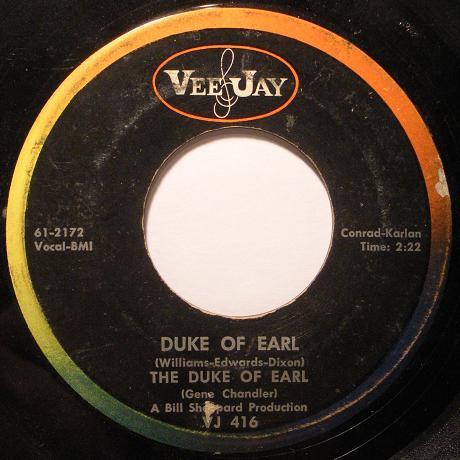 VEE JAY
61-2172
Vocal-BMI
Conrad-Karlan
Time: 2:22
DUKE OF EARL
(Williams-Edwards-Dixon)
THE DUKE OF EARL
(Gene Chandler)
A Bill Sheppard Production
VJ 416